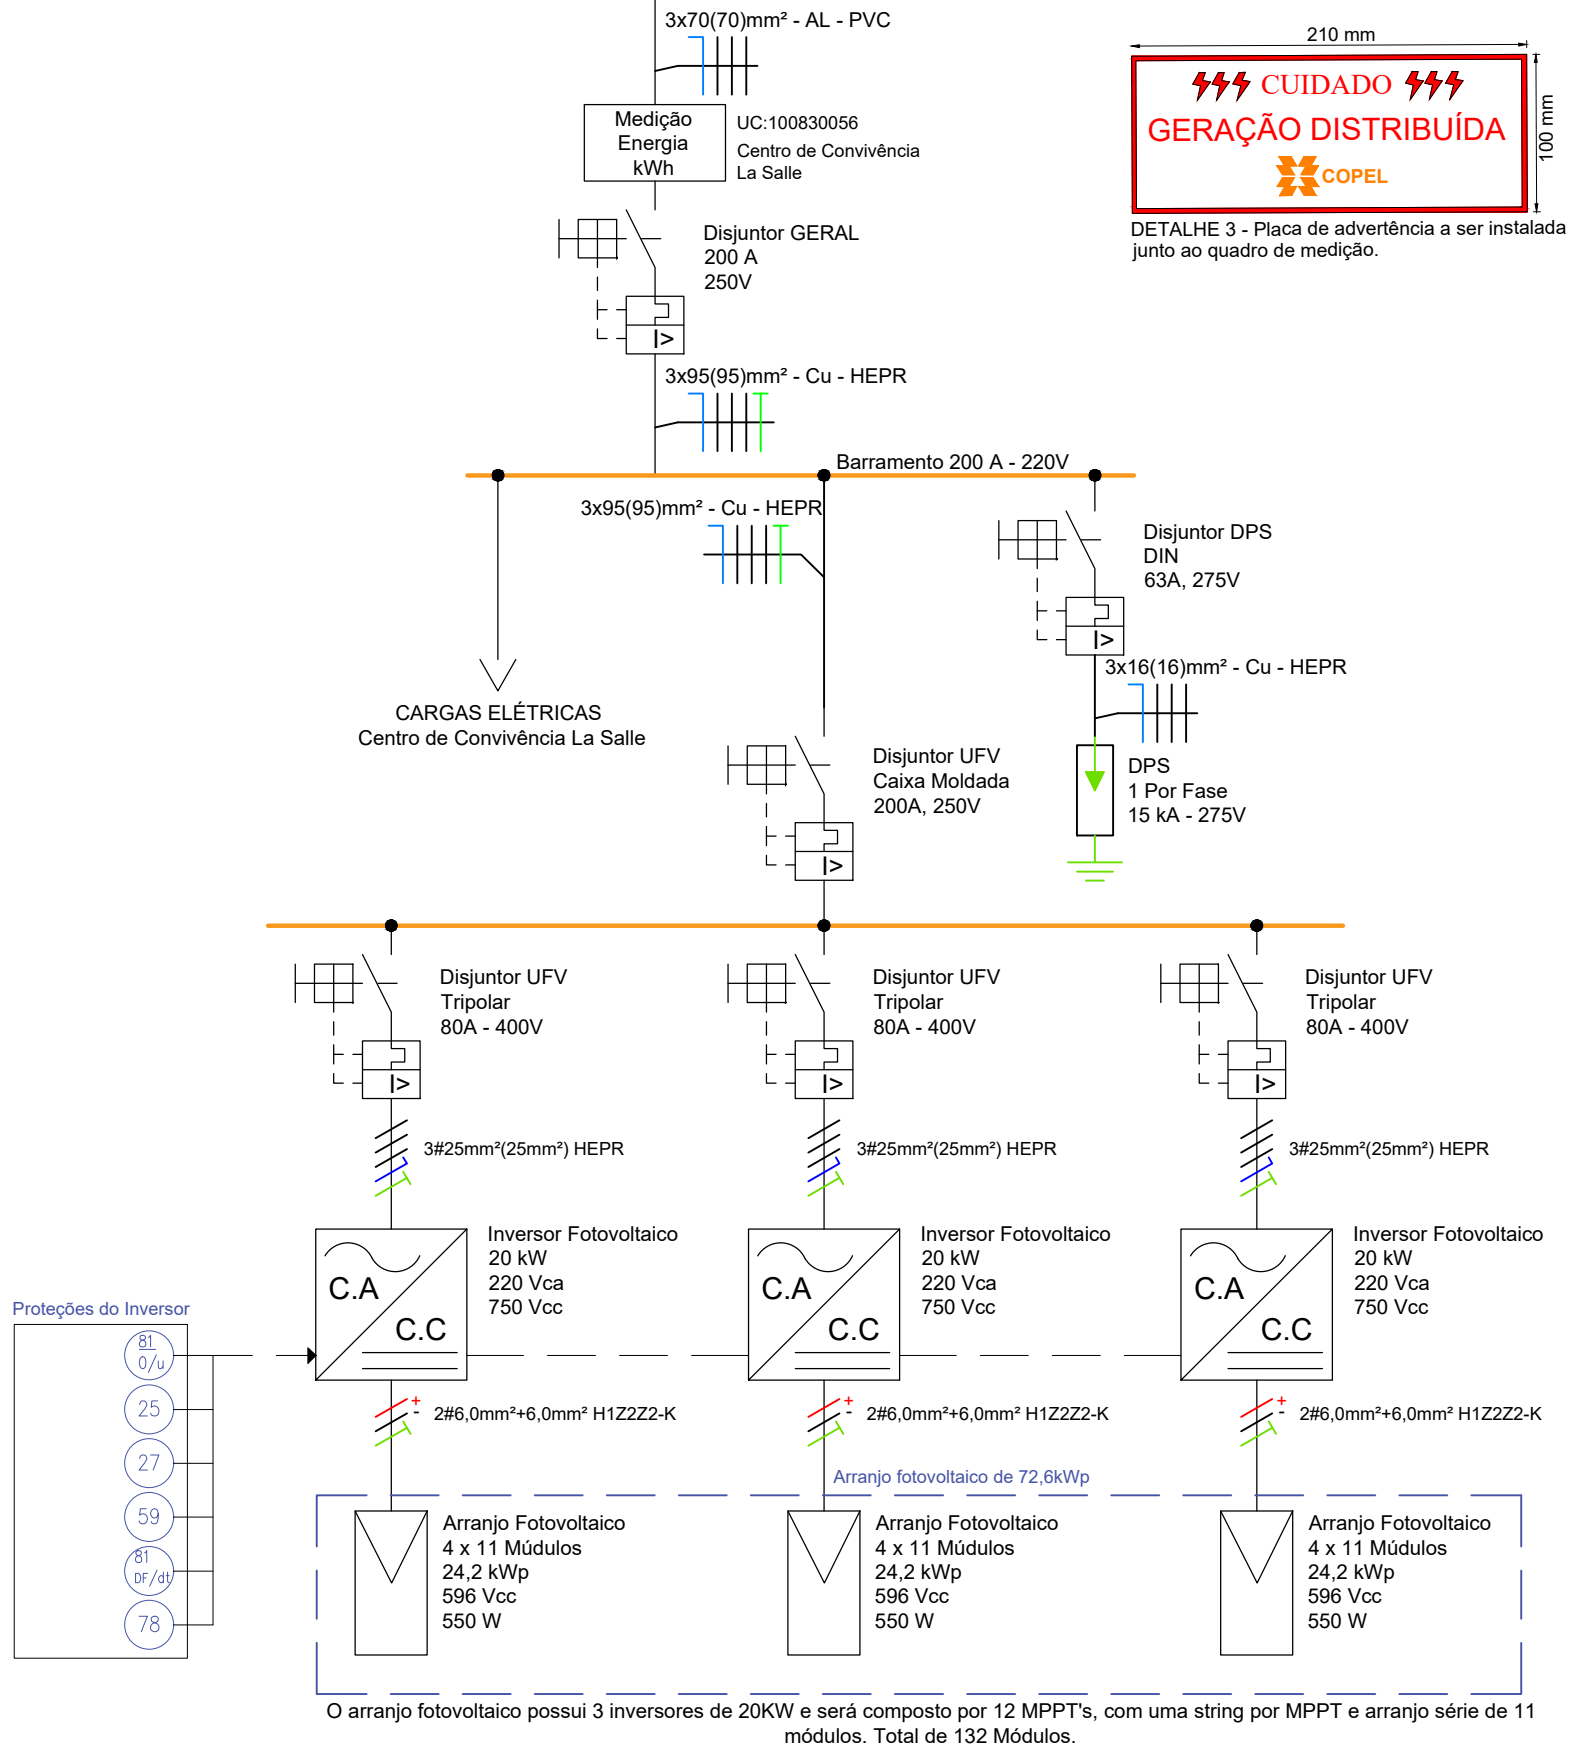 3x70(70)mm² - AL - PVC
Medição
Energia
kWh
UC:100830056
Centro de Convivência
La Salle
210 mm
100 mm
CUIDADO
GERAÇÃO DISTRIBUÍDA
COPEL
DETALHE 3 - Placa de advertência a ser instalada
junto ao quadro de medição.
Disjuntor GERAL
200 A
250V
I>
3x95(95)mm² - Cu - HEPR
Barramento 200 A - 220V
3x95(95)mm² - Cu - HEPR
Disjuntor DPS
DIN
63A, 275V
I>
3x16(16)mm² - Cu - HEPR
CARGAS ELÉTRICAS
Centro de Convivência La Salle
Disjuntor UFV
Caixa Moldada
200A, 250V
I>
DPS
1 Por Fase
15 kA - 275V
Disjuntor UFV
Tripolar
80A - 400V
I>
Disjuntor UFV
Tripolar
80A - 400V
I>
Disjuntor UFV
Tripolar
80A - 400V
I>
3#25mm²(25mm²) HEPR
3#25mm²(25mm²) HEPR
3#25mm²(25mm²) HEPR
C.A
C.C
Inversor Fotovoltaico
20 kW
220 Vca
750 Vcc
C.A
C.C
Inversor Fotovoltaico
20 kW
220 Vca
750 Vcc
C.A
C.C
Inversor Fotovoltaico
20 kW
220 Vca
750 Vcc
Proteções do Inversor
81
O/u
25
27
59
81
DF/dt
78
+
-
2#6,0mm²+6,0mm² H1Z2Z2-K
+
-
2#6,0mm²+6,0mm² H1Z2Z2-K
+
-
2#6,0mm²+6,0mm² H1Z2Z2-K
Arranjo fotovoltaico de 72,6kWp
Arranjo Fotovoltaico
4 x 11 Múdulos
24,2 kWp
596 Vcc
550 W
Arranjo Fotovoltaico
4 x 11 Múdulos
24,2 kWp
596 Vcc
550 W
Arranjo Fotovoltaico
4 x 11 Múdulos
24,2 kWp
596 Vcc
550 W
O arranjo fotovoltaico possui 3 inversores de 20KW e será composto por 12 MPPT's, com uma string por MPPT e arranjo série de 11
módulos. Total de 132 Módulos.